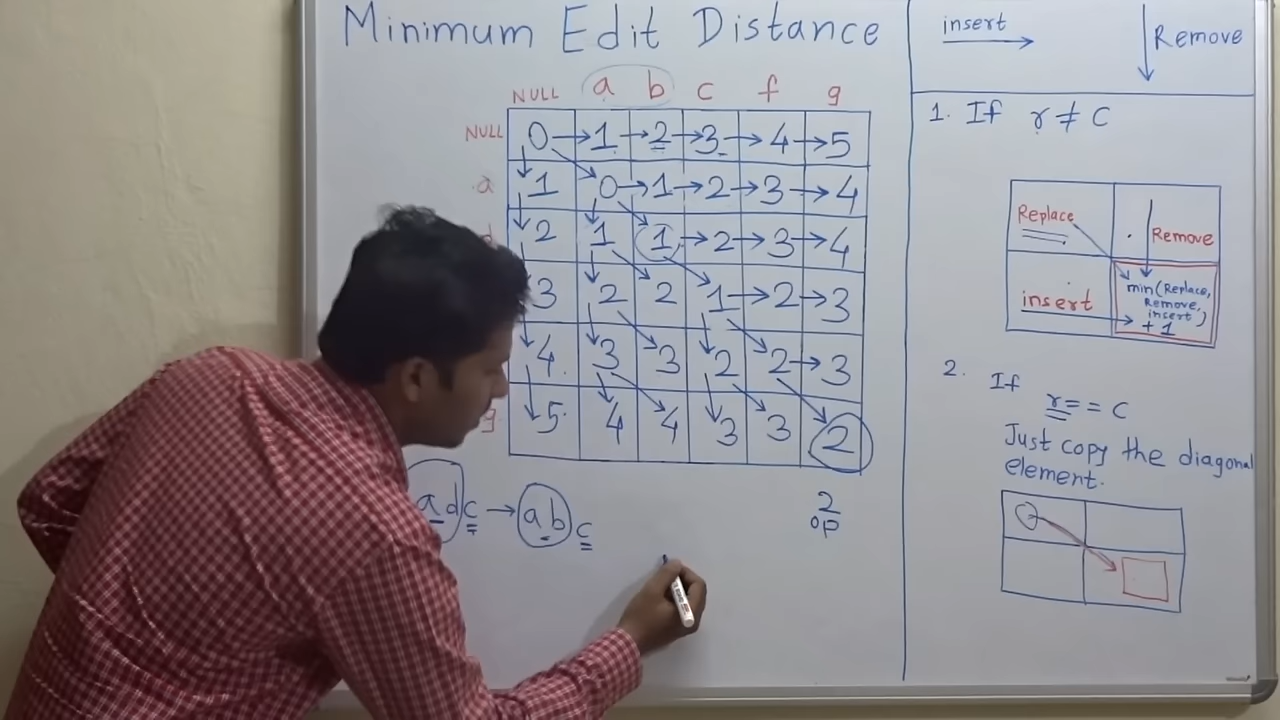 Minimum Edit Distance
NULL a b c f g
NULL 0 1 2 3 4 5
a 1 0 1 2 3 4
d 2 1 1 2 3 4
3 2 2 1 2 3
4 3 3 2 2 3
g 5 4 4 3 3 2
adc → ab c
2
op
insert
Remove
1. If r ≠ C
Replace
Remove
insert
min(Replace,
Remove,
insert)
+ 1
2. If
r = = C
Just copy the diagonal
element.